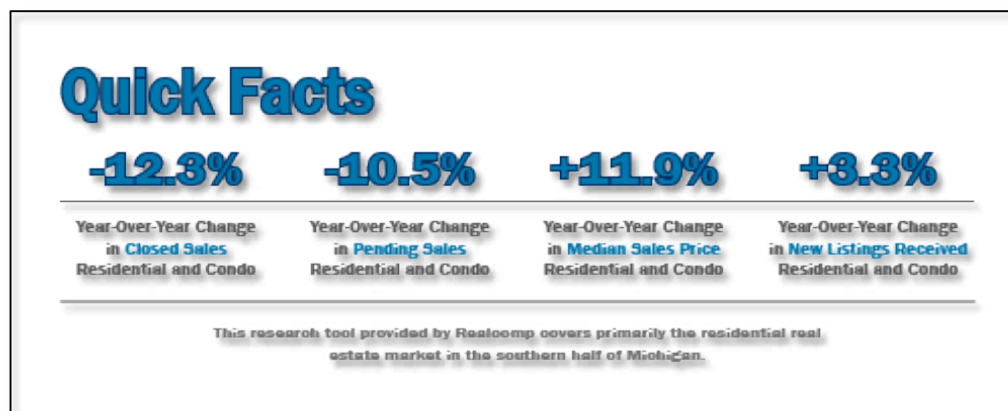 Quick Facts
-12.3% -10.5% +11.9% +3.3%
Year-Over-Year Change Year-Over-Year Change Year-Over-Year Change Year-Over-Year Change
in Closed Sales in Pending Sales in Median Sales Price in New Listings Received
Residential and Condo Residential and Condo Residential and Condo Residential and Condo
This research tool provided by Realcomp covers primarily the residential real
estate market in the southern half of Michigan.